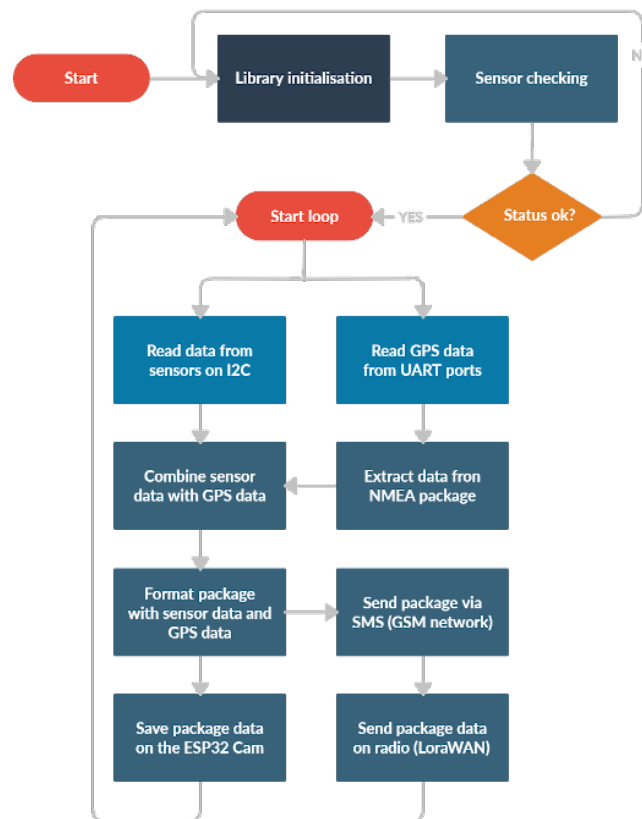 Start
Library initialisation
Sensor checking
N
Status ok?
YES
Start loop
Read data from
sensors on I2C
Read GPS data
from UART ports
Combine sensor
data with GPS data
Extract data fron
NMEA package
Format package
with sensor data and
GPS data
Send package via
SMS (GSM network)
Save package data
on the ESP32 Cam
Send package data
on radio (LoraWAN)